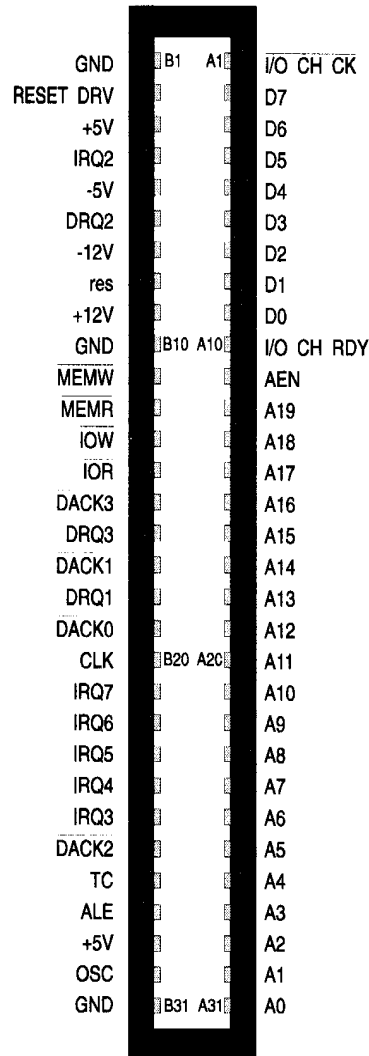 GND B1 A1 I/O CH CK
RESET DRV D7
+5V D6
IRQ2 D5
-5V D4
DRQ2 D3
-12V D2
res D1
+12V D0
GND B10 A10 I/O CH RDY
MEMW AEN
MEMR A19
IOW A18
IOR A17
DACK3 A16
DRQ3 A15
DACK1 A14
DRQ1 A13
DACK0 A12
CLK B20 A20 A11
IRQ7 A10
IRQ6 A9
IRQ5 A8
IRQ4 A7
IRQ3 A6
DACK2 A5
TC A4
ALE A3
+5V A2
OSC A1
GND B31 A31 A0